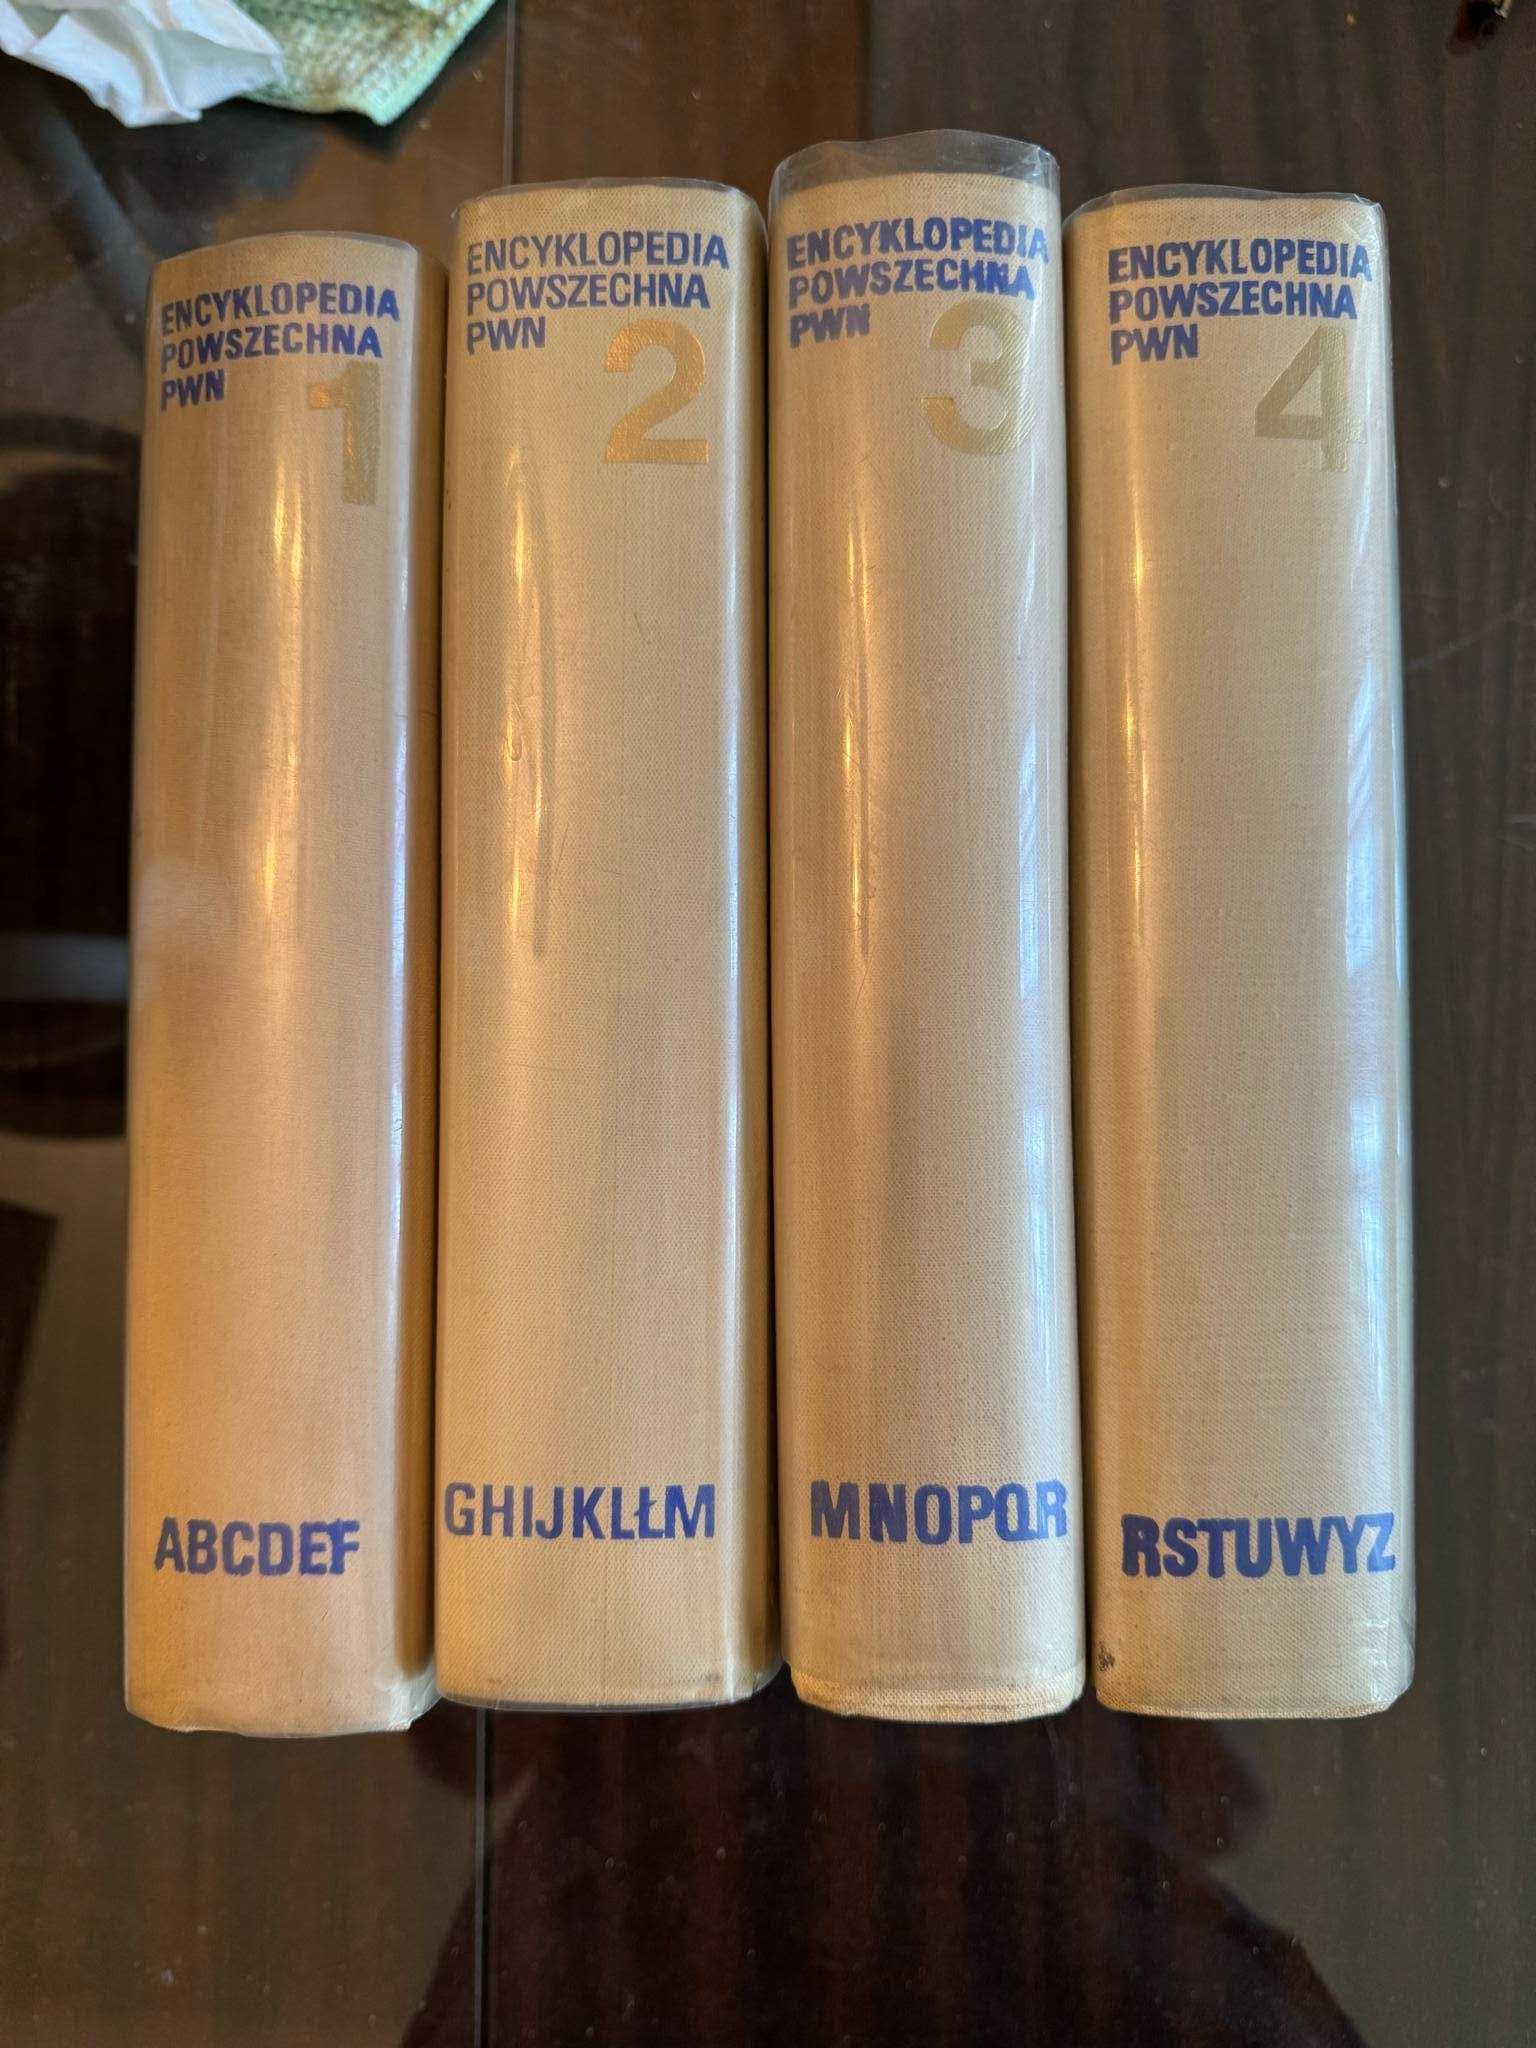 ENCYKLOPEDIA
POWSZECHNA
PWN
1
ABCDEF
ENCYKLOPEDIA
POWSZECHNA
PWN
2
GHIJKLŁM
ENCYKLOPEDIA
POWSZECHNA
PWN
3
MNOPQR
ENCYKLOPEDIA
POWSZECHNA
PWN
4
RSTUWYZ